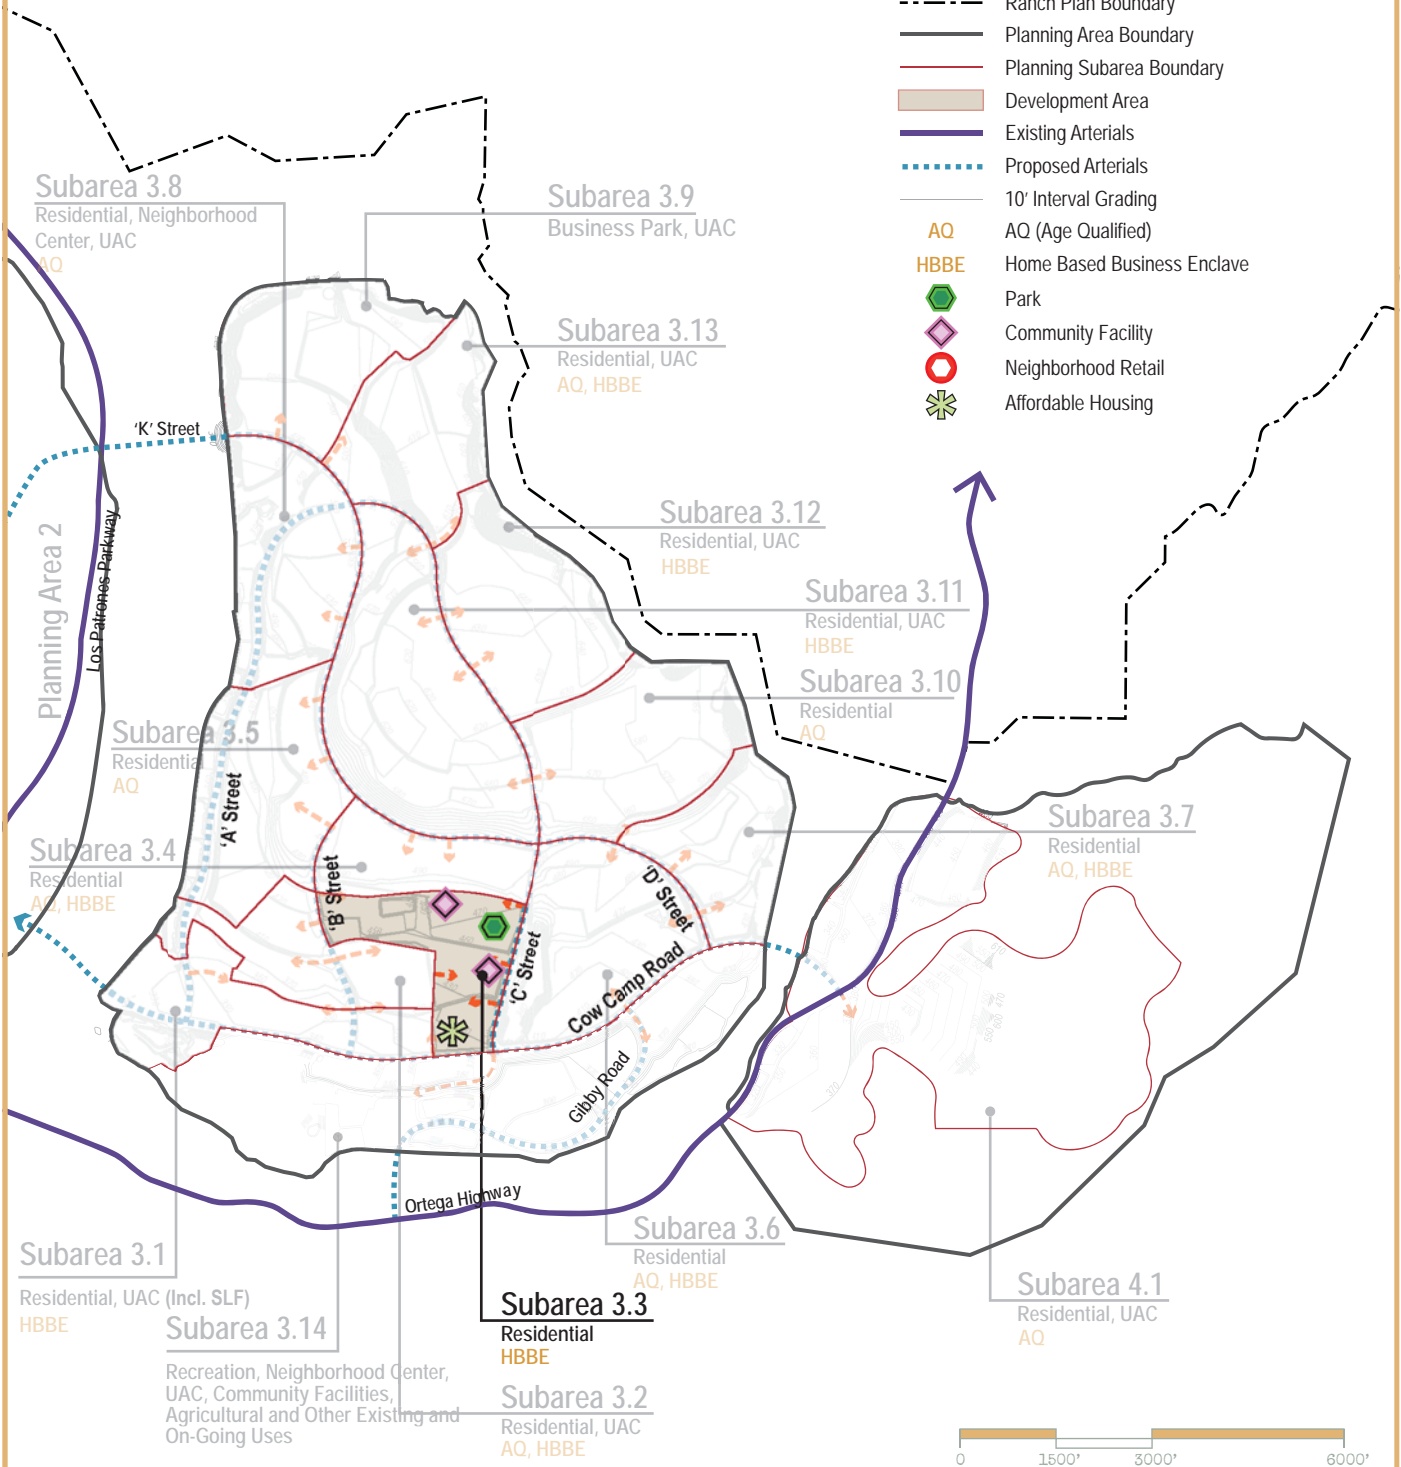 Ranch Plan Boundary
Planning Area Boundary
Planning Subarea Boundary
Development Area
Existing Arterials
Proposed Arterials
10' Interval Grading
AQ AQ (Age Qualified)
HBBE Home Based Business Enclave
Park
Community Facility
Neighborhood Retail
Affordable Housing
Subarea 3.8
Residential, Neighborhood
Center, UAC
AQ
Subarea 3.9
Business Park, UAC
Subarea 3.13
Residential, UAC
AQ, HBBE
'K' Street
Planning Area 2
Los Patrones Parkway
Subarea 3.12
Residential, UAC
HBBE
Subarea 3.11
Residential, UAC
HBBE
Subarea 3.10
Residential
AQ
Subarea 3.5
Residential
AQ
'A' Street
Subarea 3.7
Residential
AQ, HBBE
Subarea 3.4
Residential
AQ, HBBE
'B' Street
'C' Street
'D' Street
Cow Camp Road
Gibby Road
Ortega Highway
370
Subarea 3.1
Residential, UAC (Incl. SLF)
HBBE
Subarea 3.14
Recreation, Neighborhood Center,
UAC, Community Facilities,
Agricultural and Other Existing and
On-Going Uses
Subarea 3.6
Residential
AQ, HBBE
Subarea 3.3
Residential
HBBE
Subarea 3.2
Residential, UAC
AQ, HBBE
Subarea 4.1
Residential, UAC
AQ
0 1500' 3000' 6000'